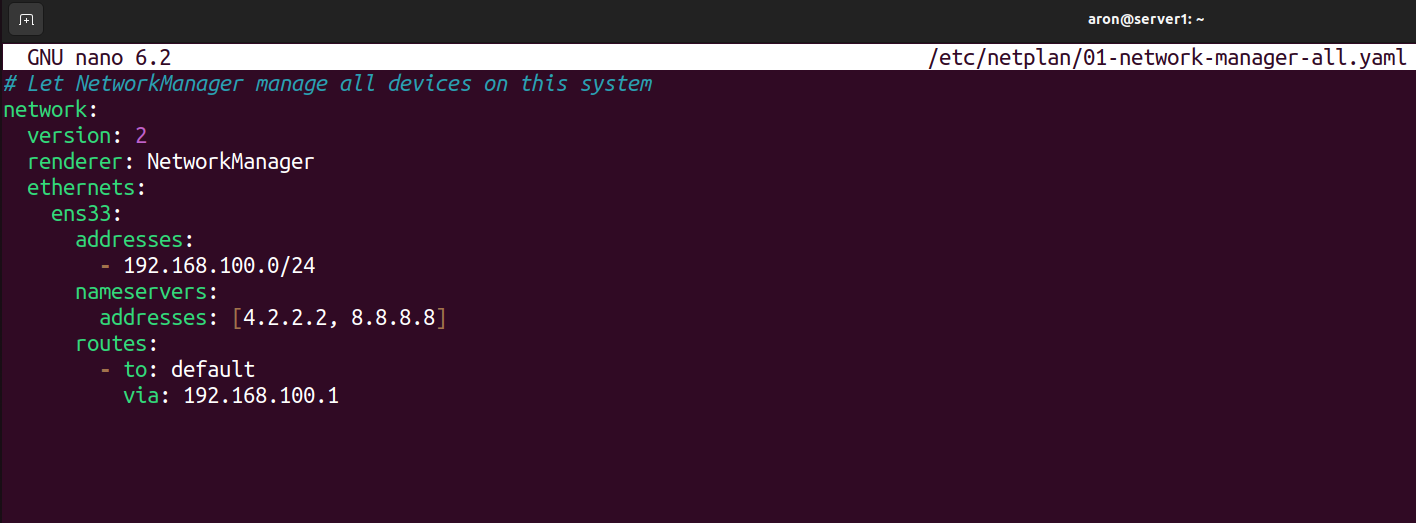 aron@server1: ~
GNU nano 6.2 /etc/netplan/01-network-manager-all.yaml
# Let NetworkManager manage all devices on this system
network:
  version: 2
  renderer: NetworkManager
  ethernets:
    ens33:
      addresses:
        - 192.168.100.0/24
      nameservers:
        addresses: [4.2.2.2, 8.8.8.8]
      routes:
        - to: default
          via: 192.168.100.1